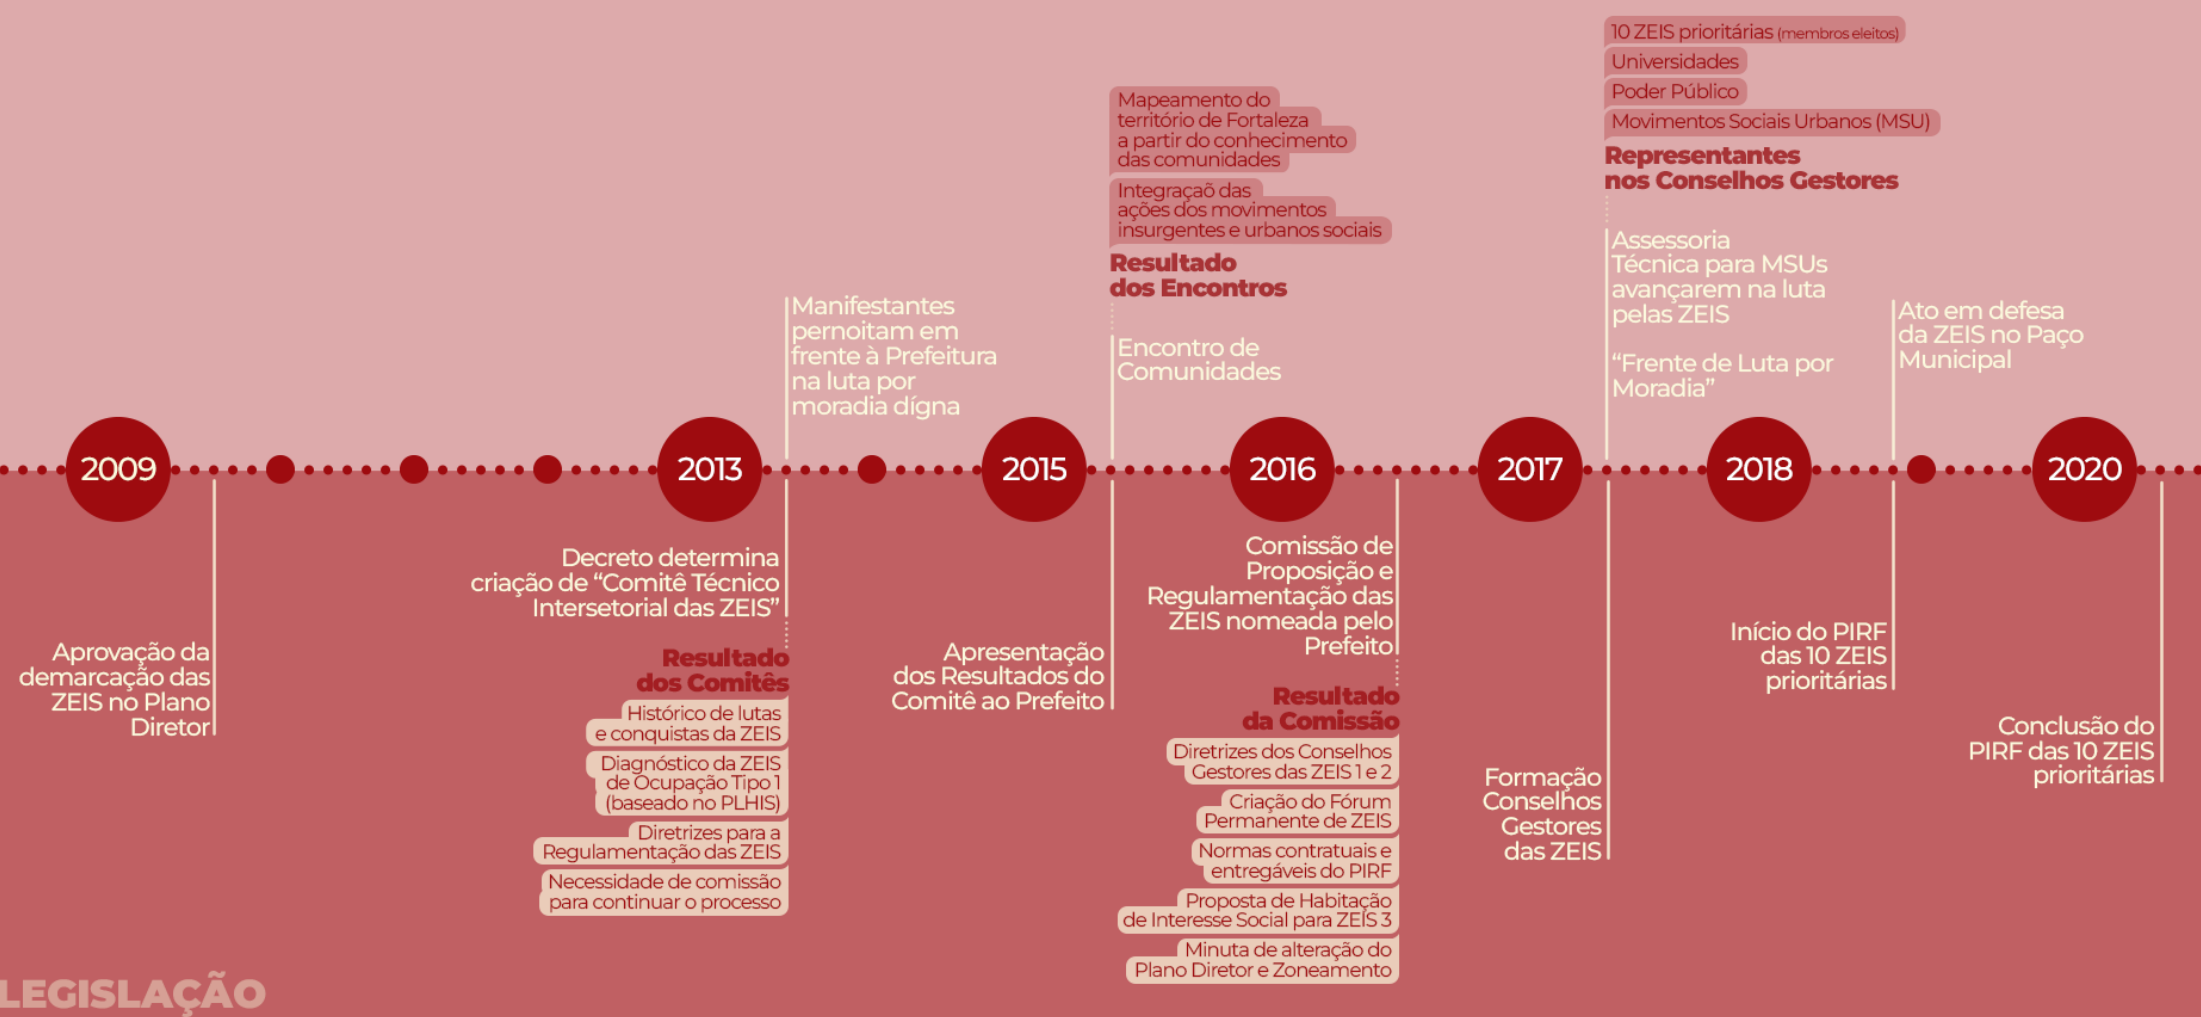 10 ZEIS prioritárias (membros eleitos)
Universidades
Poder Público
Movimentos Sociais Urbanos (MSU)
Representantes
nos Conselhos Gestores
Mapeamento do
território de Fortaleza
a partir do conhecimento
das comunidades
Integraçaõ das
ações dos movimentos
insurgentes e urbanos sociais
Resultado
dos Encontros
Manifestantes
pernoitam em
frente à Prefeitura
na luta por
moradia dígna
Encontro de
Comunidades
Assessoria
Técnica para MSUs
avançarem na luta
pelas ZEIS
“Frente de Luta por
Moradia”
Ato em defesa
da ZEIS no Paço
Municipal
2009
2013
2015
2016
2017
2018
2020
Aprovação da
demarcação das
ZEIS no Plano
Diretor
Decreto determina
criação de “Comitê Técnico
Intersetorial das ZEIS”
Resultado
dos Comitês
Histórico de lutas
e conquistas da ZEIS
Diagnóstico da ZEIS
de Ocupação Tipo 1
(baseado no PLHIS)
Diretrizes para a
Regulamentação das ZEIS
Necessidade de comissão
para continuar o processo
Apresentação
dos Resultados do
Comitê ao Prefeito
Comissão de
Proposição e
Regulamentação das
ZEIS nomeada pelo
Prefeito
Resultado
da Comissão
Diretrizes dos Conselhos
Gestores das ZEIS 1 e 2
Criação do Fórum
Permanente de ZEIS
Normas contratuais e
entregáveis do PIRF
Proposta de Habitação
de Interesse Social para ZEIS 3
Minuta de alteração do
Plano Diretor e Zoneamento
Formação
Conselhos
Gestores
das ZEIS
Início do PIRF
das 10 ZEIS
prioritárias
Conclusão do
PIRF das 10 ZEIS
prioritárias
LEGISLAÇÃO